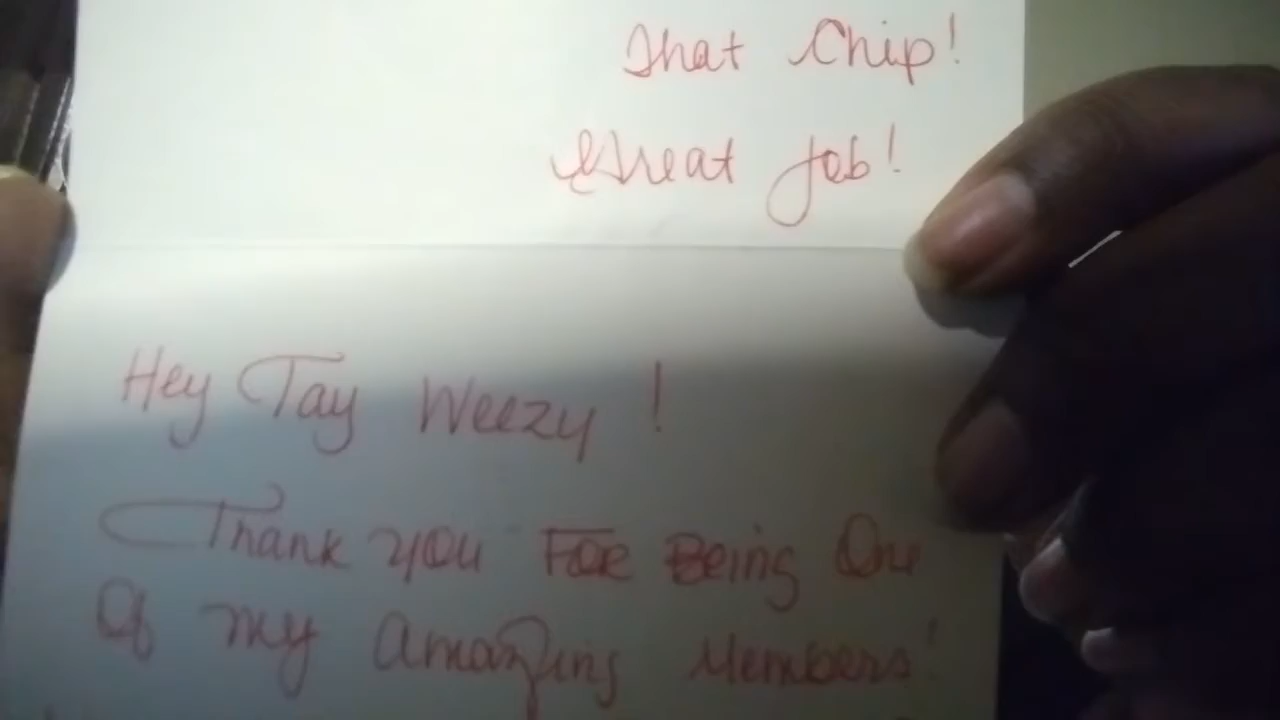 That Chip!
Great Job!
Hey Tay Weezy!
Thank you For Being One
Of my amazing Members!